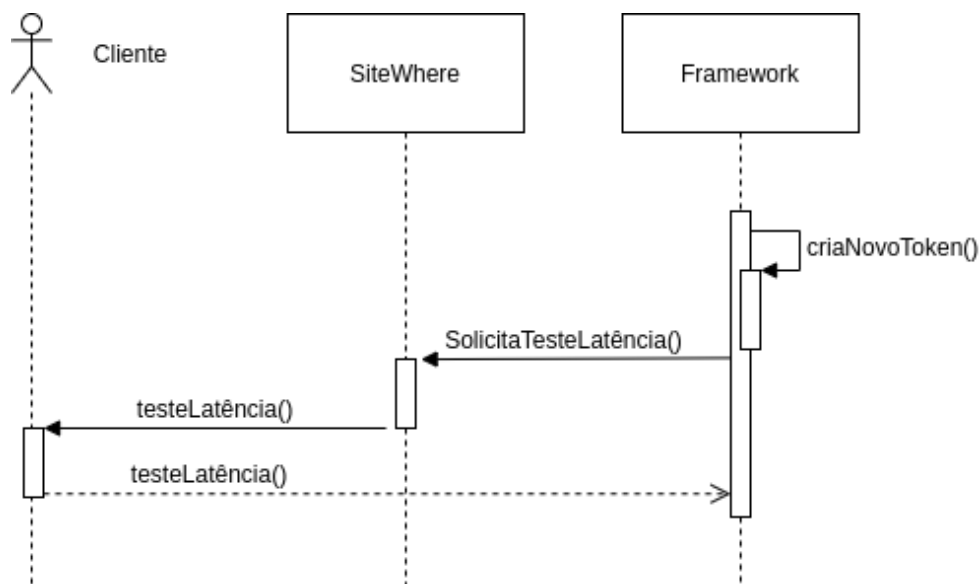 Cliente
SiteWhere
Framework
criaNovoToken()
SolicitaTesteLatência()
testeLatência()
testeLatência()